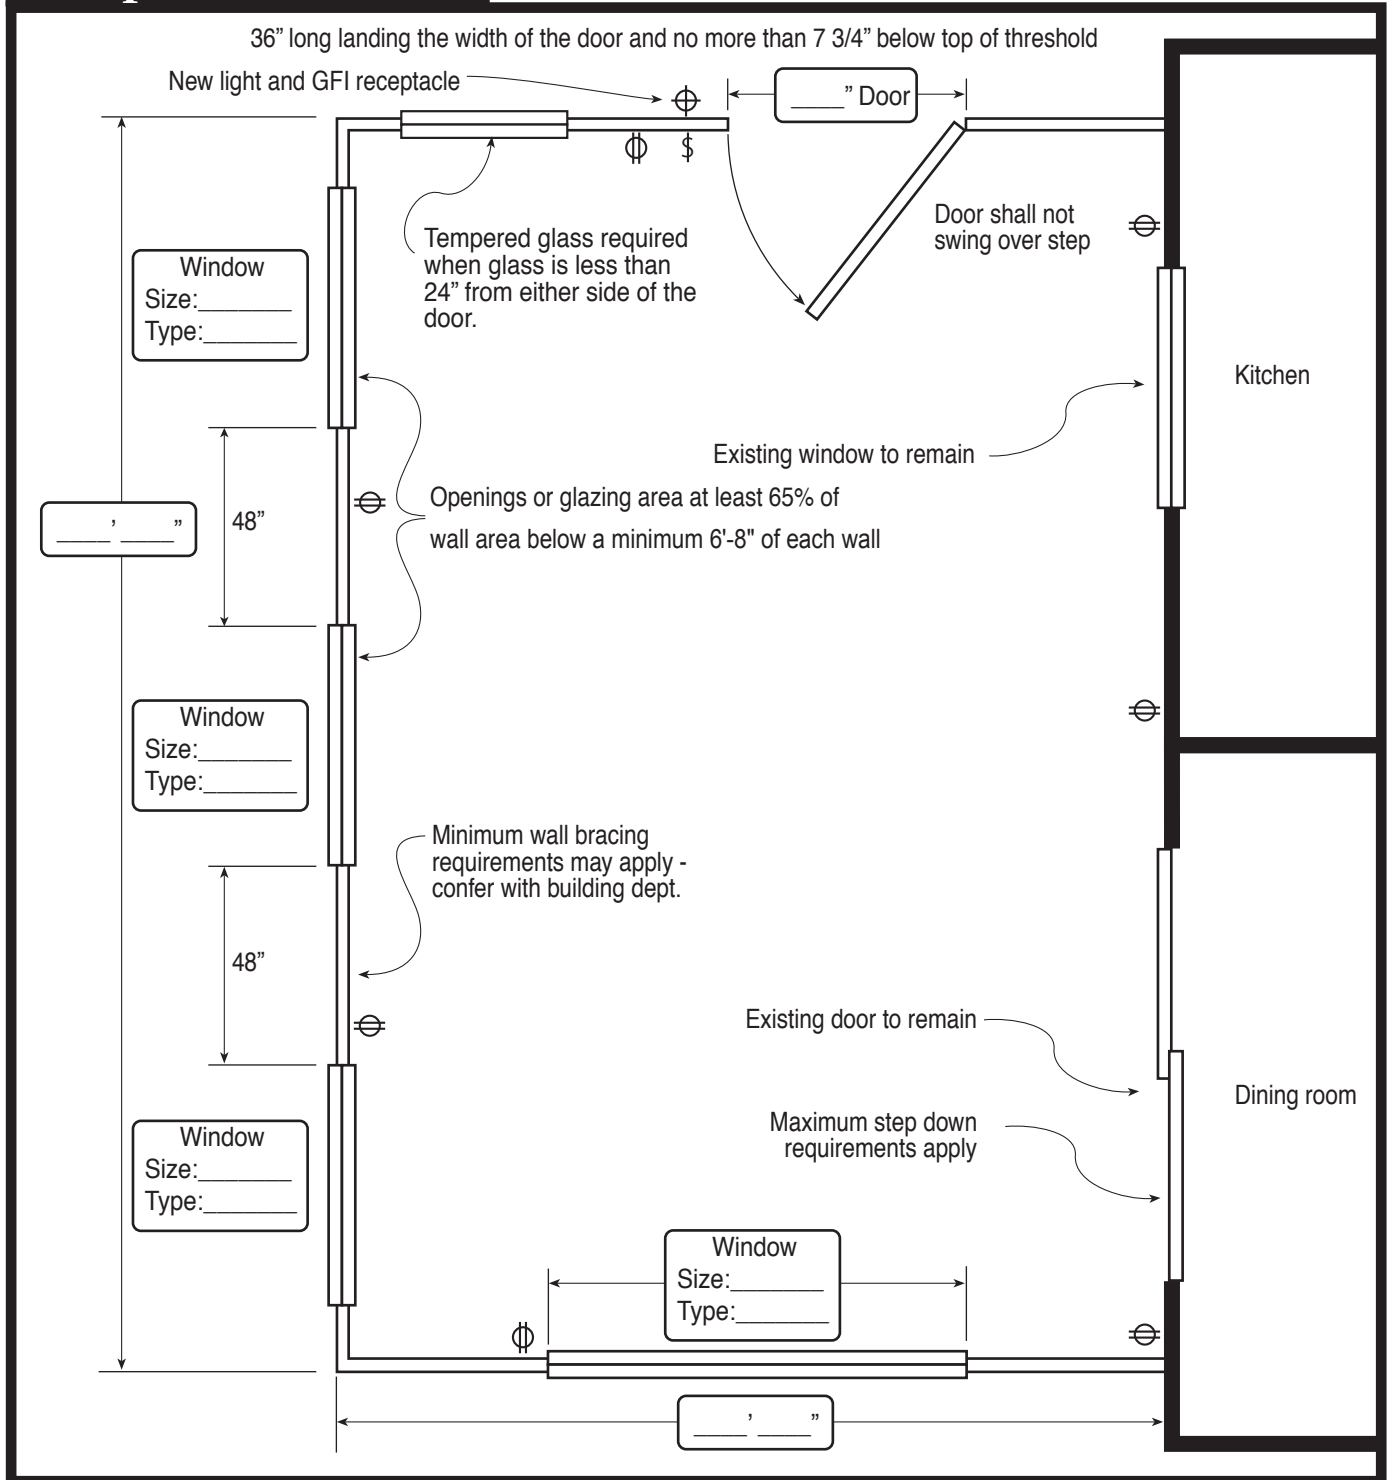 36” long landing the width of the door and no more than 7 3/4” below top of threshold
New light and GFI receptacle
____” Door
$
Door shall not
swing over step
Tempered glass required
when glass is less than
24” from either side of the
door.
Window
Size:_______
Type:_______
Kitchen
Existing window to remain
Openings or glazing area at least 65% of
wall area below a minimum 6'-8" of each wall
48”
____’ ____”
Window
Size:_______
Type:_______
Minimum wall bracing
requirements may apply -
confer with building dept.
48”
Existing door to remain
Dining room
Maximum step down
requirements apply
Window
Size:_______
Type:_______
Window
Size:_______
Type:_______
____’ ____”